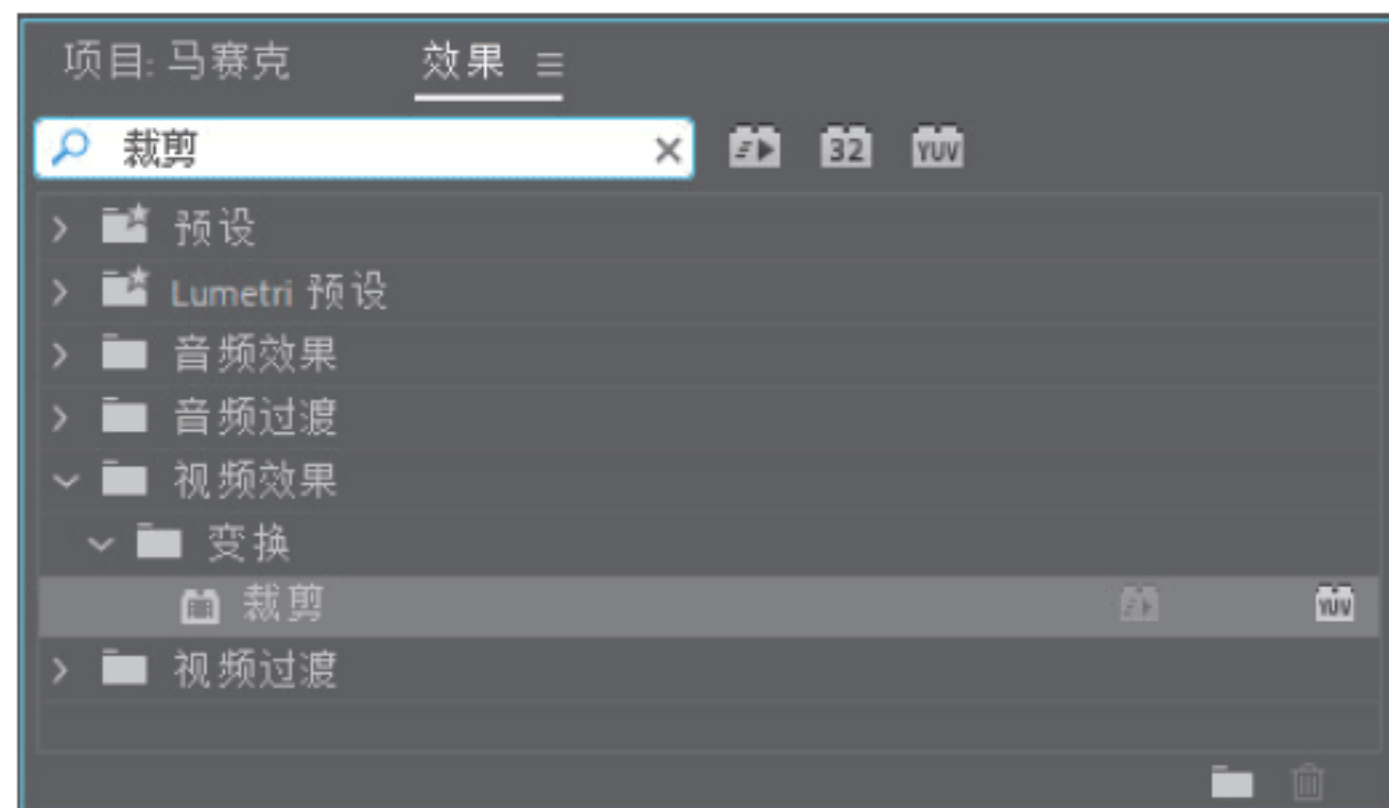 项目: 马赛克 效果
裁剪 32 YUV
预设
Lumetri 预设
音频效果
音频过渡
视频效果
变换
裁剪 YUV
视频过渡